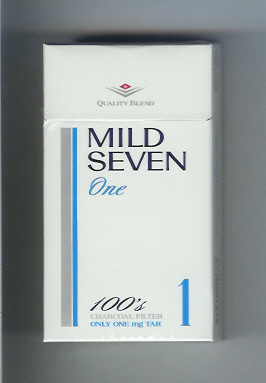 QUALITY BLEND
MILD
SEVEN
One
100's
CHARCOAL FILTER
ONLY ONE mg TAR
1